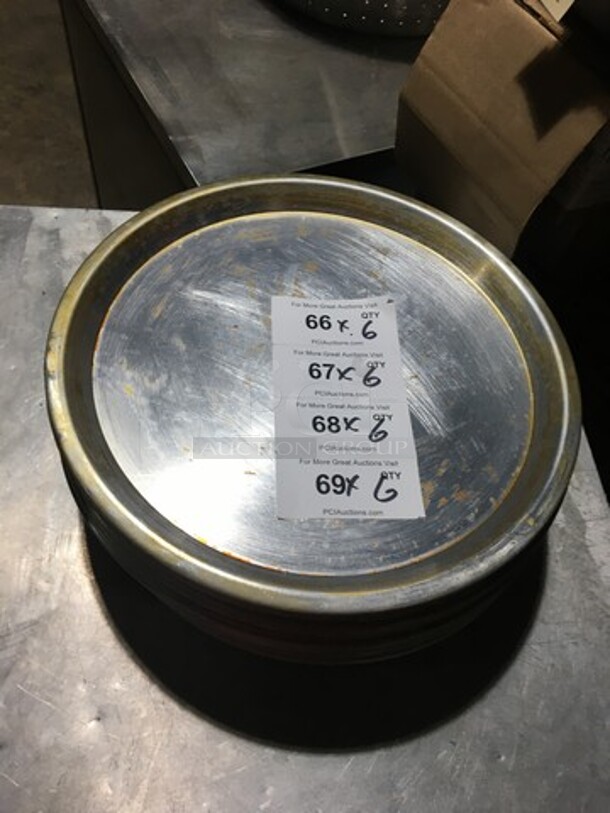 For More Great Auctions Visit
66 x. 6 QTY
PCIAuctions.com
For More Great Auctions Visit
67 x 6 QTY
PCIAuctions.com
For More Great Auctions Visit
68 x 6 QTY
PCIAuctions.com
AUCTION GROUP
For More Great Auctions Visit
69 x 6 QTY
PCIAuctions.com